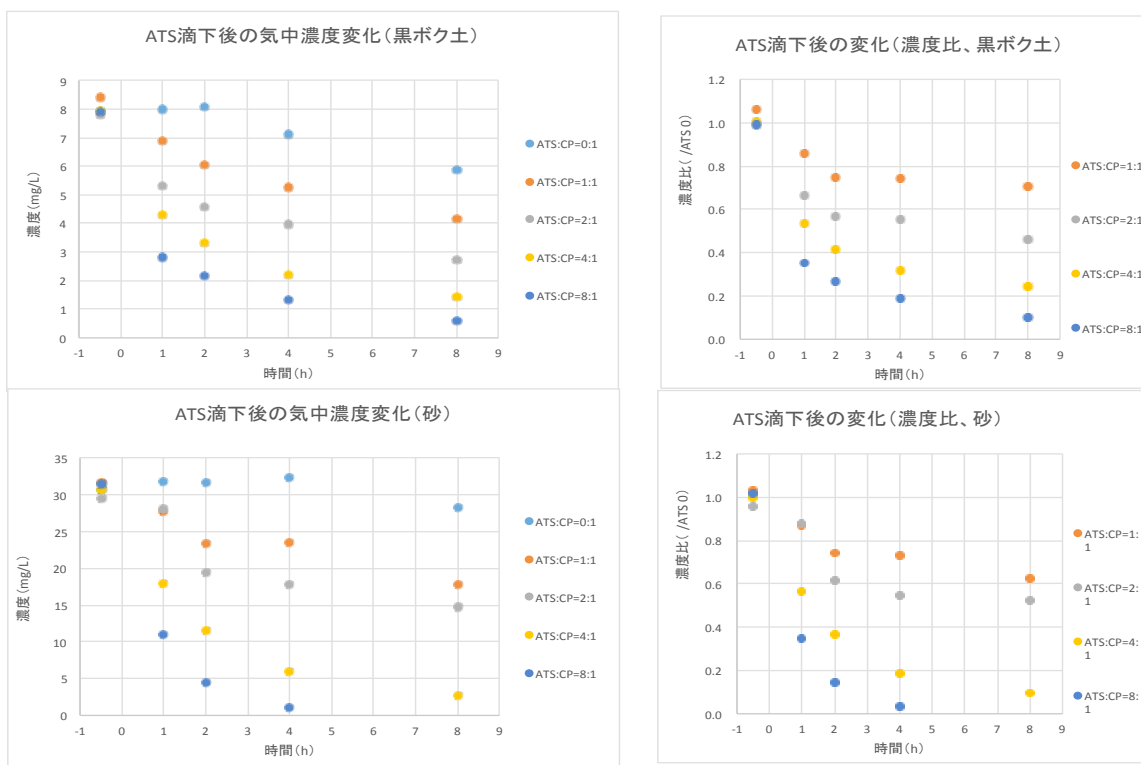 ATS滴下後の気中濃度変化(黒ボク土)
濃度(mg/L)
9
8
7
6
5
4
3
2
1
0
-1 0 1 2 3 4 5 6 7 8 9
時間(h)
ATS:CP=0:1
ATS:CP=1:1
ATS:CP=2:1
ATS:CP=4:1
ATS:CP=8:1
ATS滴下後の変化(濃度比、黒ボク土)
濃度比( /ATS 0)
1.2
1.0
0.8
0.6
0.4
0.2
0.0
-1 0 1 2 3 4 5 6 7 8 9
時間(h)
ATS:CP=1:1
ATS:CP=2:1
ATS:CP=4:1
ATS:CP=8:1
ATS滴下後の気中濃度変化(砂)
濃度(mg/L)
35
30
25
20
15
10
5
0
-1 0 1 2 3 4 5 6 7 8 9
時間(h)
ATS:CP=0:1
ATS:CP=1:1
ATS:CP=2:1
ATS:CP=4:1
ATS:CP=8:1
ATS滴下後の変化(濃度比、砂)
濃度比( /ATS 0)
1.2
1.0
0.8
0.6
0.4
0.2
0.0
-1 0 1 2 3 4 5 6 7 8 9
時間(h)
ATS:CP=1:
1
ATS:CP=2:
1
ATS:CP=4:
1
ATS:CP=8:
1